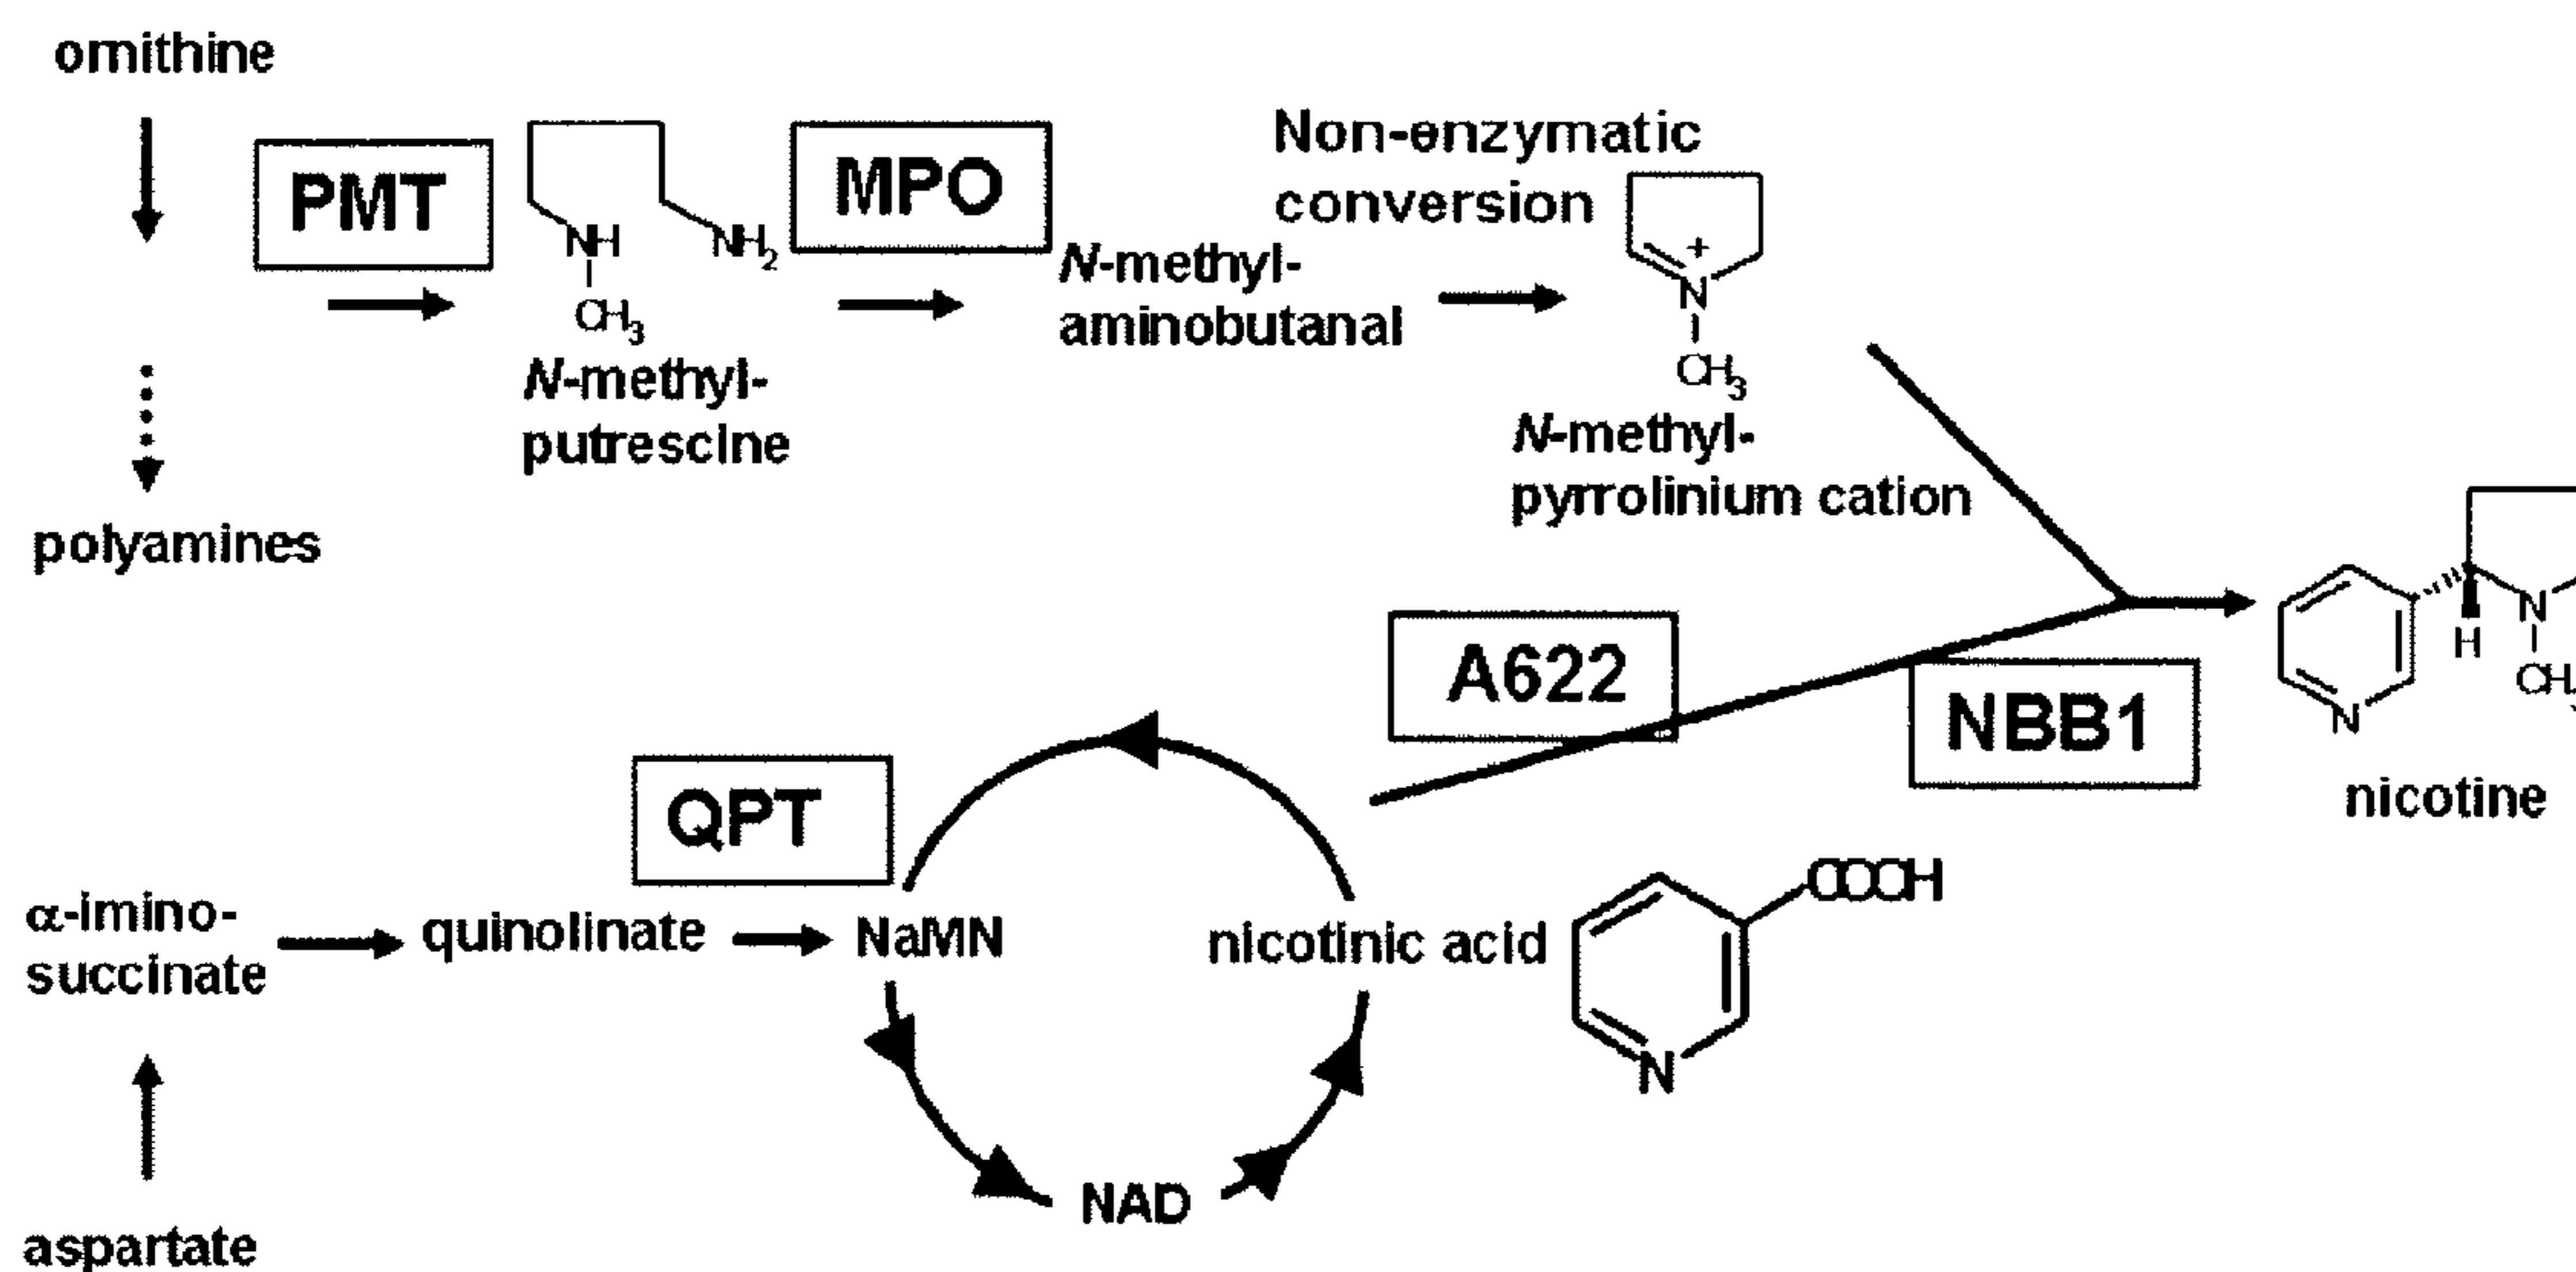 ornithine
PMT
NH
NH2
CH3
N-methyl-
putrescine
MPO
N-methyl-
aminobutanal
Non-enzymatic
conversion
+
N
CH3
N-methyl-
pyrrolinium cation
polyamines
A622
NBB1
N
H
N
CH
nicotine
QPT
α-imino-
succinate
quinolinate
NaMN
nicotinic acid
COOH
N
NAD
aspartate